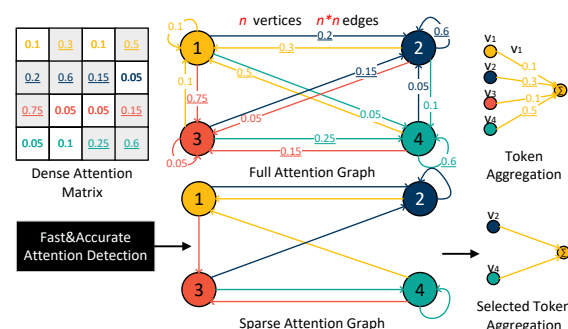 n vertices n*n edges
0.1 0.3 0.1 0.5
0.2 0.6 0.15 0.05
0.75 0.05 0.05 0.15
0.05 0.1 0.25 0.6
Dense Attention
Matrix
0.1
0.2
0.6
1
2
0.3
0.15
0.5
0.1
0.75
0.05
0.05
0.1
3
0.25
4
0.05
0.15
0.6
Full Attention Graph
V1
V1
V2
V3
V4
0.1
0.3
0.1
0.5
Σ
Token
Aggregation
Fast&Accurate
Attention Detection
1
2
3
4
Sparse Attention Graph
V2
V4
Σ
Selected Token
Aggregation